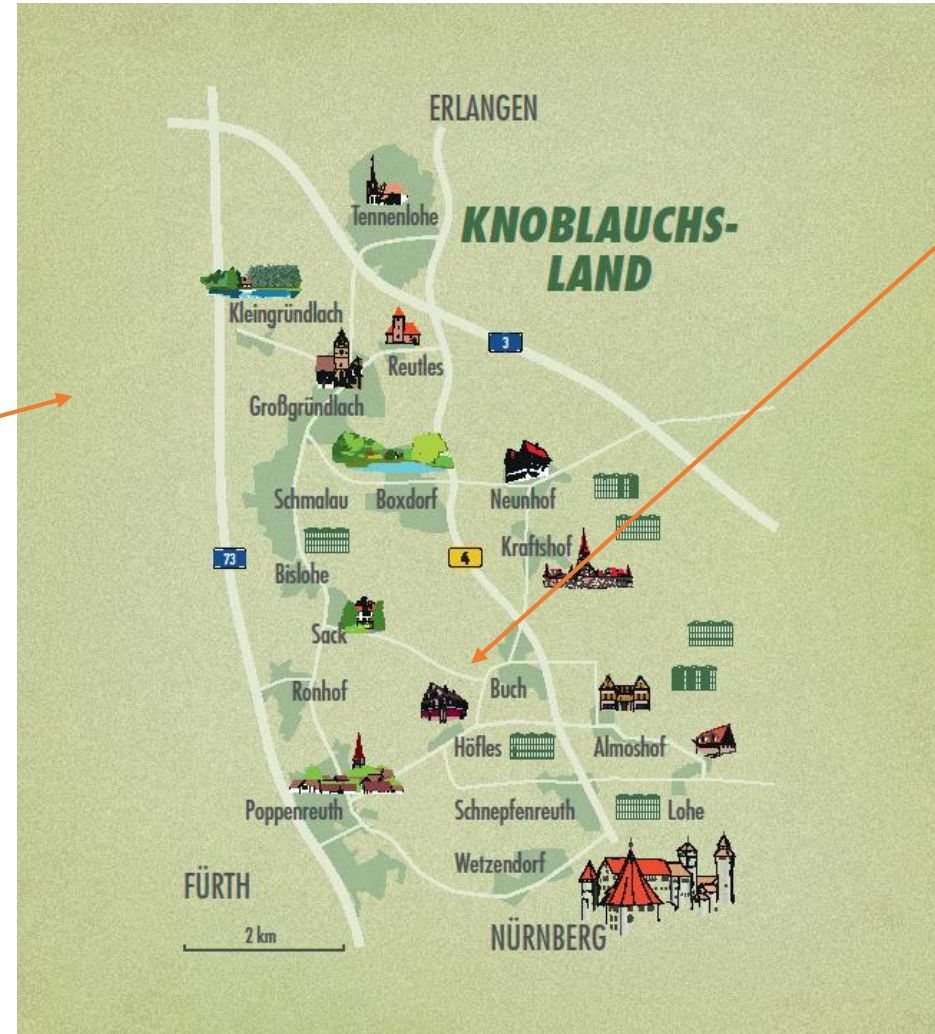 ERLANGEN
Tennenlohe
KNOBLAUCHS-
LAND
Kleingründlach
3
Reutles
Großgründlach
Schmalau
Boxdorf
Neunhof
Kraftshof
73
4
Bislohe
Sack
Ronhof
Buch
Höfles
Almoshof
Poppenreuth
Schnepfenreuth
Lohe
Wetzendorf
FÜRTH
2 km
NÜRNBERG